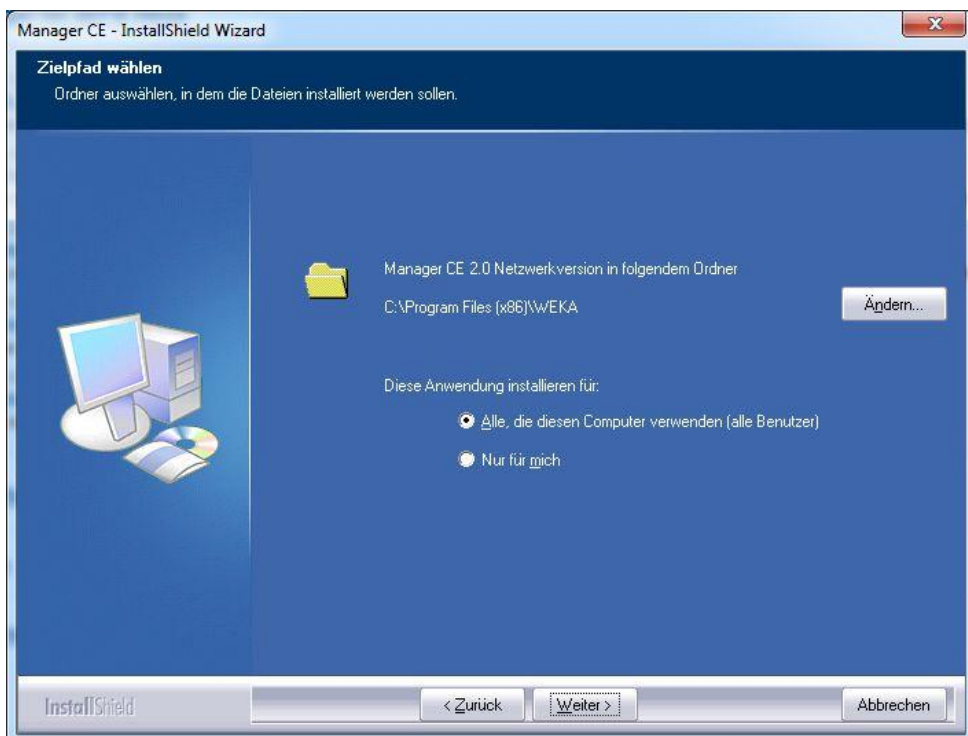 Manager CE - InstallShield Wizard
Zielpfad wählen
Ordner auswählen, in dem die Dateien installiert werden sollen.
Manager CE 2.0 Netzwerkversion in folgendem Ordner
C:\Program Files (x86)\WEKA
Ändern...
Diese Anwendung installieren für:
Alle, die diesen Computer verwenden (alle Benutzer)
Nur für mich
InstallShield
< Zurück
Weiter >
Abbrechen